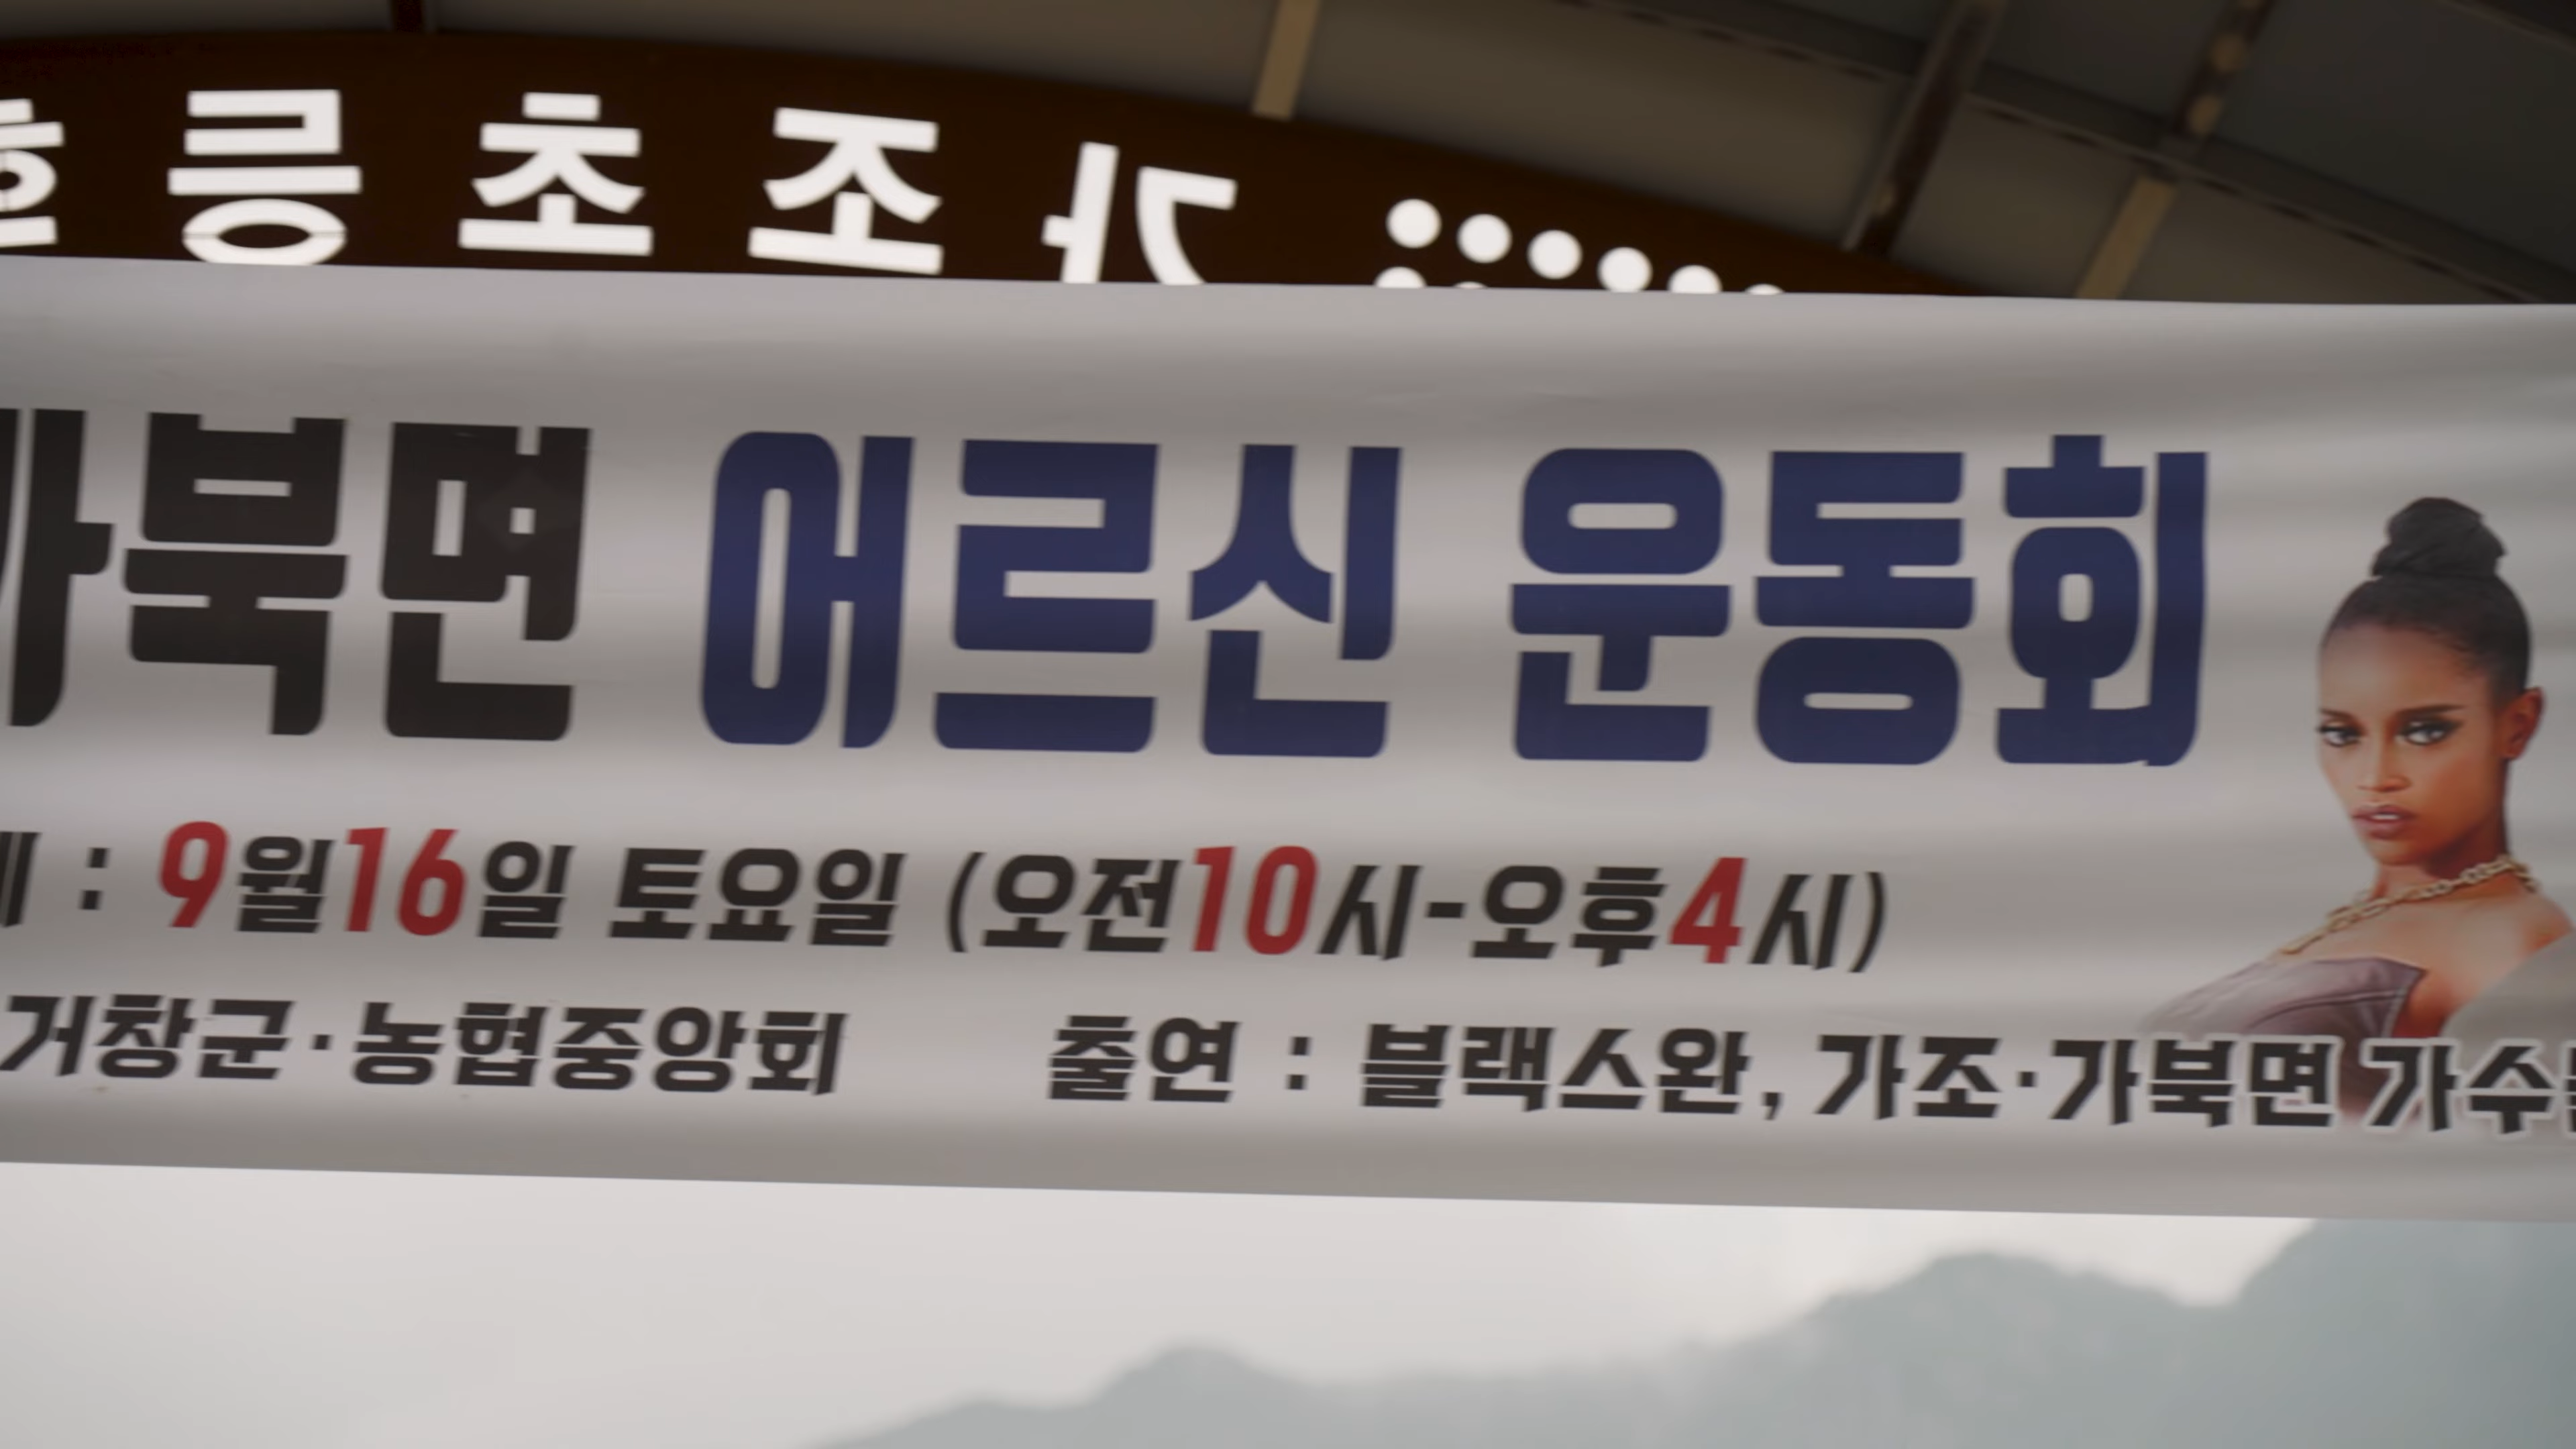 가조초등
가북면 어르신 운동회
: 9월16일 토요일 (오전10시-오후4시)
거창군·농협중앙회 출연 : 블랙스완, 가조·가북면 가수